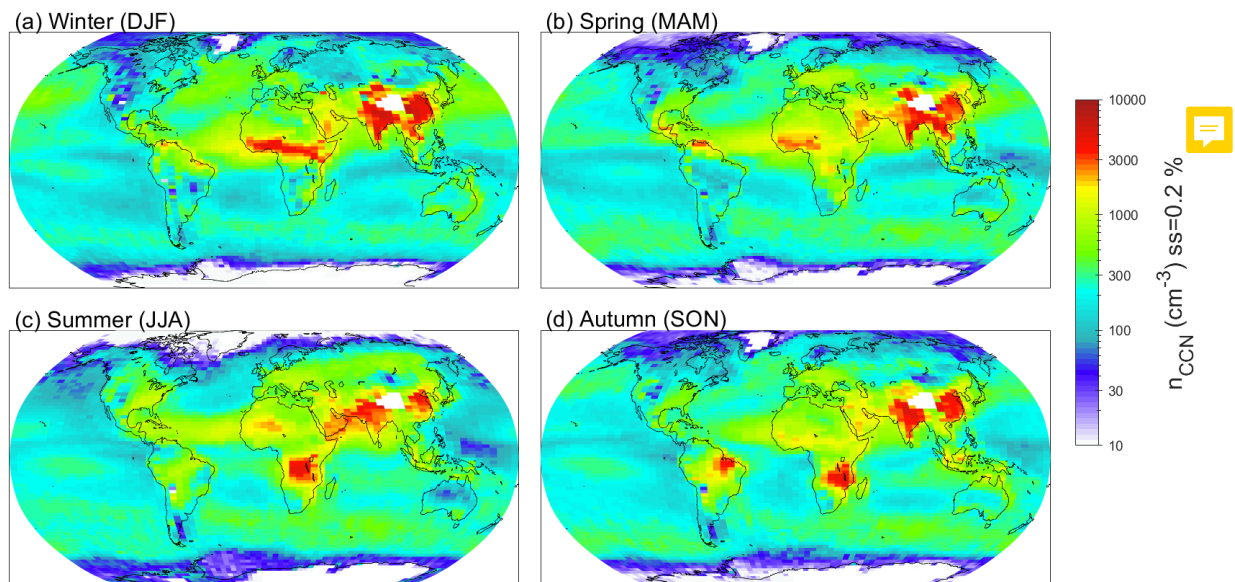 (a) Winter (DJF)
(b) Spring (MAM)
(c) Summer (JJA)
(d) Autumn (SON)
10000
3000
1000
300
100
30
10
n_CCN (cm^-3) ss=0.2 %